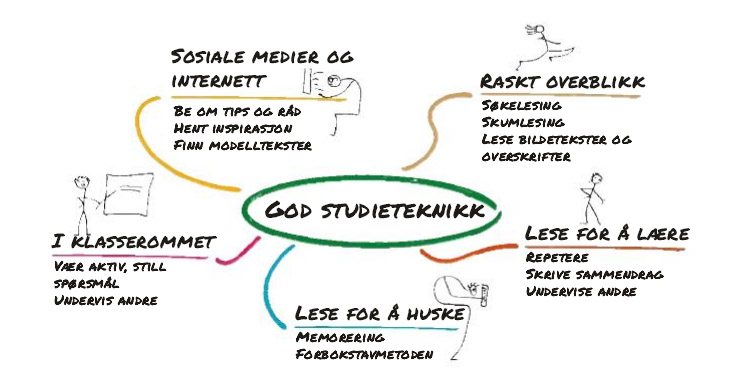 SOSIALE MEDIER OG
INTERNETT
BE OM TIPS OG RÅD
HENT INSPIRASJON
FINN MODELLTEKSTER
RASKT OVERBLIKK
SØKELESING
SKUMLESING
LESE BILDETEKSTER OG
OVERSKRIFTER
GOD STUDIETEKNIKK
I KLASSEROMMET
VÆR AKTIV, STILL
SPØRSMÅL
UNDERVIS ANDRE
LESE FOR Å LÆRE
REPETERE
SKRIVE SAMMENDRAG
UNDERVISE ANDRE
LESE FOR Å HUSKE
MEMORERING
FORBOKSTAVMETODEN